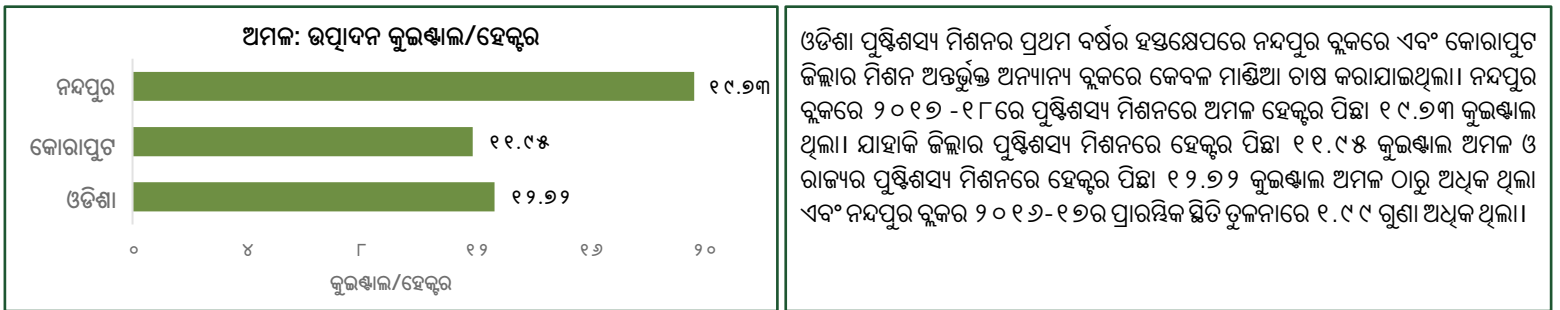 ଅମଳ: ଉତ୍ପାଦନ କୁଇଣ୍ଟାଲ/ହେକ୍ଟର
ନନ୍ଦପୁର ୧୯.୭୩
କୋରାପୁଟ ୧୧.୯୫
ଓଡିଶା ୧୨.୭୨
୦ ୪ ୮ ୧୨ ୧୬ ୨୦
କୁଇଣ୍ଟାଲ/ହେକ୍ଟର
ଓଡିଶା ପୁଷ୍ଟିଶସ୍ୟ ମିଶନର ପ୍ରଥମ ବର୍ଷର ହସ୍ତକ୍ଷେପରେ ନନ୍ଦପୁର ବ୍ଲକରେ ଏବଂ କୋରାପୁଟ
ଜିଲ୍ଲାର ମିଶନ ଅନ୍ତର୍ଭୁକ୍ତ ଅନ୍ୟାନ୍ୟ ବ୍ଲକରେ କେବଳ ମାଣ୍ଡିଆ ଚାଷ କରାଯାଇଥିଲା। ନନ୍ଦପୁର
ବ୍ଲକରେ ୨୦୧୭ -୧୮ରେ ପୁଷ୍ଟିଶସ୍ୟ ମିଶନରେ ଅମଳ ହେକ୍ଟର ପିଛା ୧୯.୭୩ କୁଇଣ୍ଟାଲ
ଥିଲା। ଯାହାକି ଜିଲ୍ଲାର ପୁଷ୍ଟିଶସ୍ୟ ମିଶନରେ ହେକ୍ଟର ପିଛା ୧୧.୯୫ କୁଇଣ୍ଟାଲ ଅମଳ ଓ
ରାଜ୍ୟର ପୁଷ୍ଟିଶସ୍ୟ ମିଶନରେ ହେକ୍ଟର ପିଛା ୧୨.୭୨ କୁଇଣ୍ଟାଲ ଅମଳ ଠାରୁ ଅଧିକ ଥିଲା
ଏବଂ ନନ୍ଦପୁର ବ୍ଲକର ୨୦୧୬-୧୭ର ପ୍ରାରମ୍ଭିକ ସ୍ଥିତି ତୁଳନାରେ ୧.୯୯ ଗୁଣା ଅଧିକ ଥିଲା।